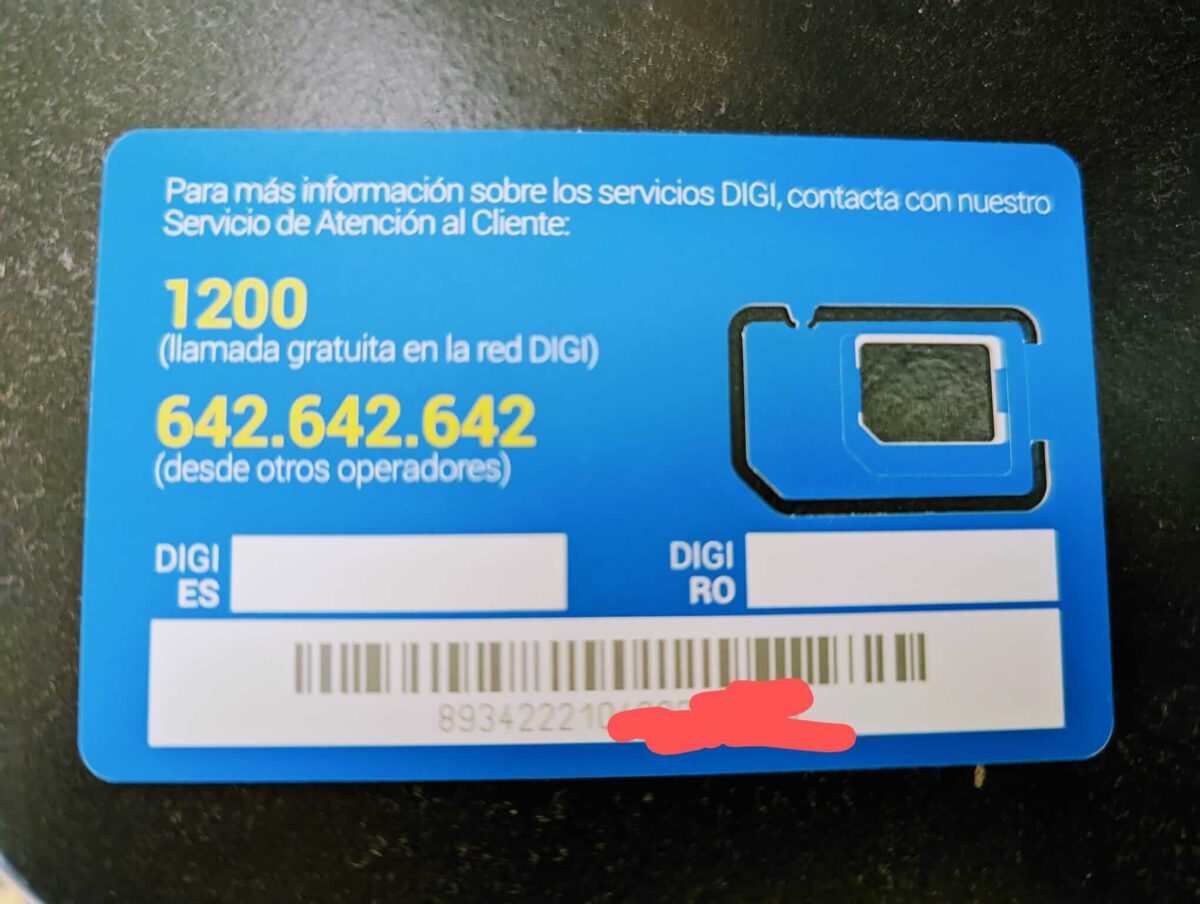 Para más información sobre los servicios DIGI, contacta con nuestro
Servicio de Atención al Cliente:
1200
(llamada gratuita en la red DIGI)
642.642.642
(desde otros operadores)
DIGI
ES
DIGI
RO
8934222104